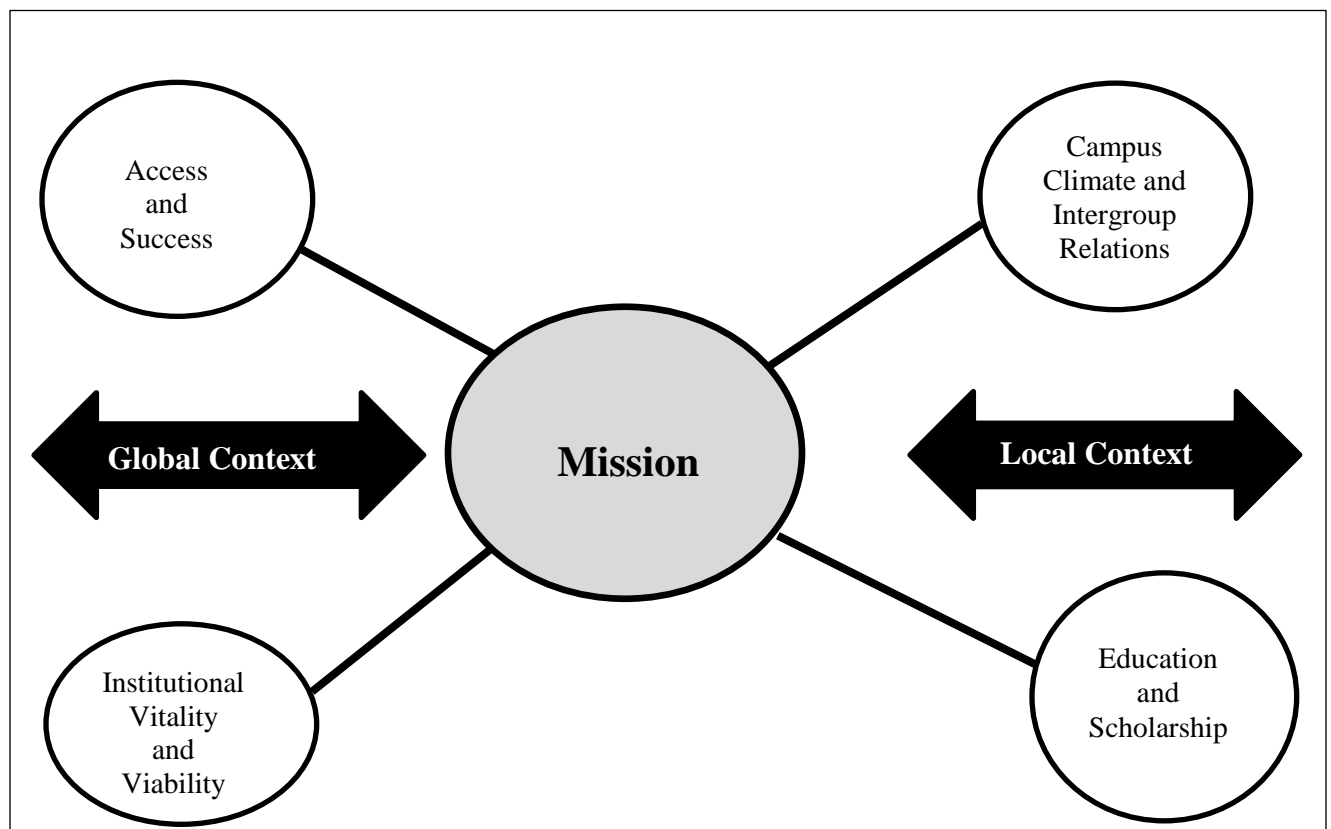 Access
and
Success
Campus
Climate and
Intergroup
Relations
Global Context
Mission
Local Context
Institutional
Vitality
and
Viability
Education
and
Scholarship